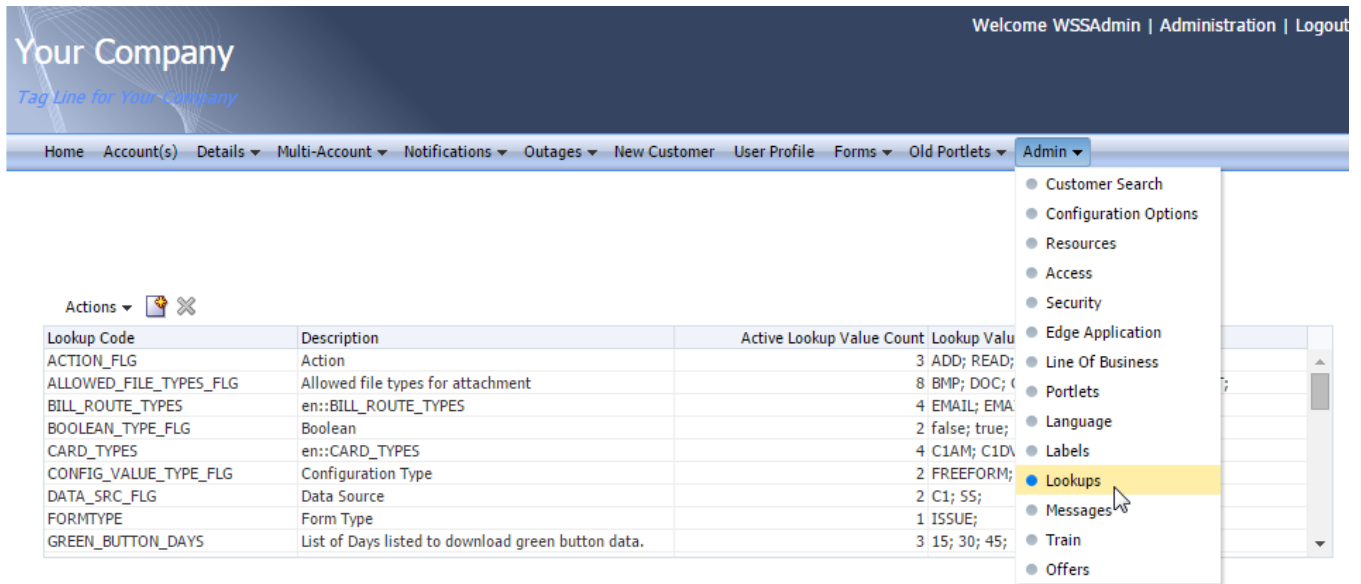 Welcome WSSAdmin | Administration | Logout
Your Company
Tag Line for Your Company
Home Account(s) Details Multi-Account Notifications Outages New Customer User Profile Forms Old Portlets Admin
Customer Search
Configuration Options
Resources
Access
Security
Edge Application
Line Of Business
Portlets
Language
Labels
Lookups
Messages
Train
Offers
Actions
Lookup Code Description Active Lookup Value Count Lookup
ACTION_FLG Action 3 ADD; READ;
ALLOWED_FILE_TYPES_FLG Allowed file types for attachment 8 BMP; DOC;
BILL_ROUTE_TYPES en::BILL_ROUTE_TYPES 4 EMAIL;
BOOLEAN_TYPE_FLG Boolean 2 false; true;
CARD_TYPES en::CARD_TYPES 4 C1AM;
CONFIG_VALUE_TYPE_FLG Configuration Type 2 FREEFORM;
DATA_SRC_FLG Data Source 2 C1; SS;
FORMTYPE Form Type 1 ISSUE;
GREEN_BUTTON_DAYS List of Days listed to download green button data. 3 15; 30; 45;